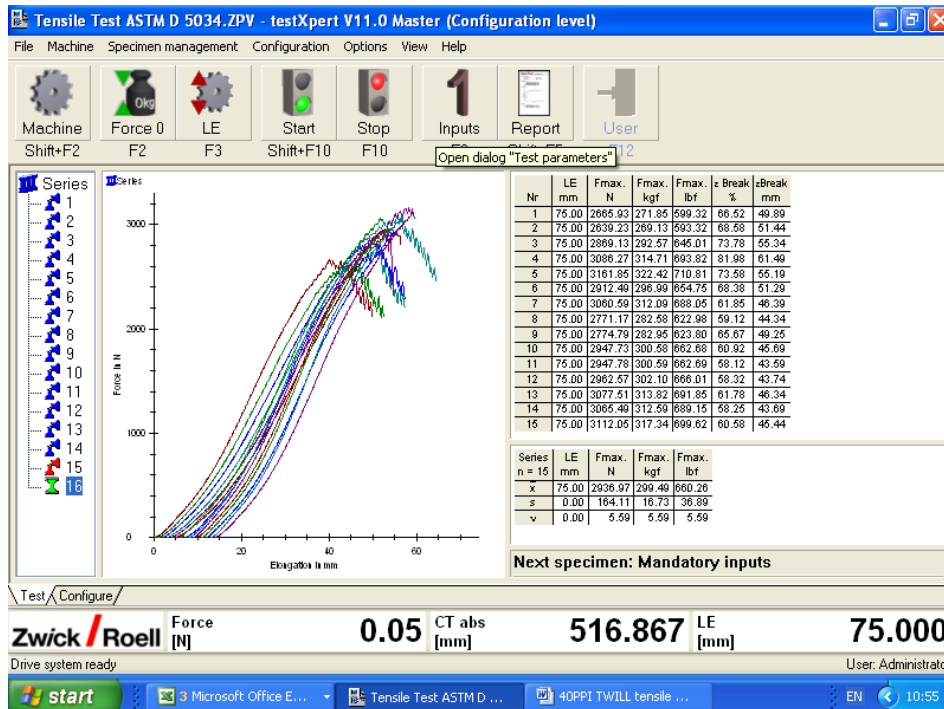 Tensile Test ASTM D 5034.ZPV - testXpert V11.0 Master (Configuration level)
File Machine Specimen management Configuration Options View Help
0kg
Machine Force 0 LE Start Stop Inputs Report User
Shift+F2 F2 F3 Shift+F10 F10
Open dialog "Test parameters"
Series
1
2
3
4
5
6
7
8
9
10
11
12
13
14
15
16
Series
Force in N
3000
2000
1000
0
0 20 40 60
Elongation in mm
Nr LE mm Fmax. N Fmax. kgf Fmax. lbf ε Break % εBreak mm
1 75.00 2665.93 271.85 599.32 66.52 49.89
2 75.00 2639.23 269.13 593.32 68.58 51.44
3 75.00 2869.13 292.57 645.01 73.78 55.34
4 75.00 3086.27 314.71 693.82 81.98 61.49
5 75.00 3161.85 322.42 710.81 73.58 55.19
6 75.00 2912.49 296.99 654.75 68.38 51.29
7 75.00 3060.59 312.09 688.05 61.85 46.39
8 75.00 2771.17 282.58 622.98 59.12 44.34
9 75.00 2774.79 282.95 623.80 65.67 49.25
10 75.00 2947.73 300.58 662.68 60.92 45.69
11 75.00 2947.78 300.59 662.69 58.12 43.59
12 75.00 2962.57 302.10 666.01 58.32 43.74
13 75.00 3077.51 313.82 691.85 61.78 46.34
14 75.00 3065.49 312.59 689.15 58.25 43.69
15 75.00 3112.05 317.34 699.62 60.58 45.44
Series n = 15 LE mm Fmax. N Fmax. kgf Fmax. lbf
x̄ 75.00 2936.97 299.49 660.26
s 0.00 164.11 16.73 36.89
v 0.00 5.59 5.59 5.59
Next specimen: Mandatory inputs
Test Configure
Zwick / Roell Force [N] 0.05 CT abs [mm] 516.867 LE [mm] 75.000
Drive system ready User: Administrato
start 3 Microsoft Office E... Tensile Test ASTM D ... 40PPI TWILL tensile ... EN 10:55